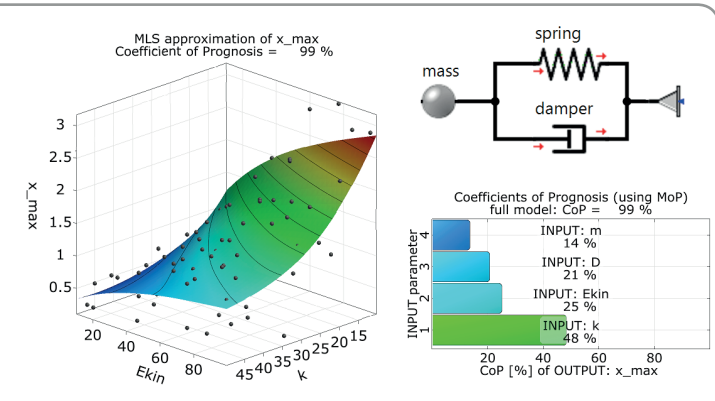 MLS approximation of x_max
Coefficient of Prognosis = 99 %
3
2.5
2
1.5
1
0.5
x_max
20
40
60
80
Ekin
45 40 35 30 25 20 15
k
spring
mass
damper
Coefficients of Prognosis (using MoP)
full model: CoP = 99 %
INPUT parameter
4
3
2
1
INPUT: m
14 %
INPUT: D
21 %
INPUT: Ekin
25 %
INPUT: k
48 %
20 40 60 80
CoP [%] of OUTPUT: x_max